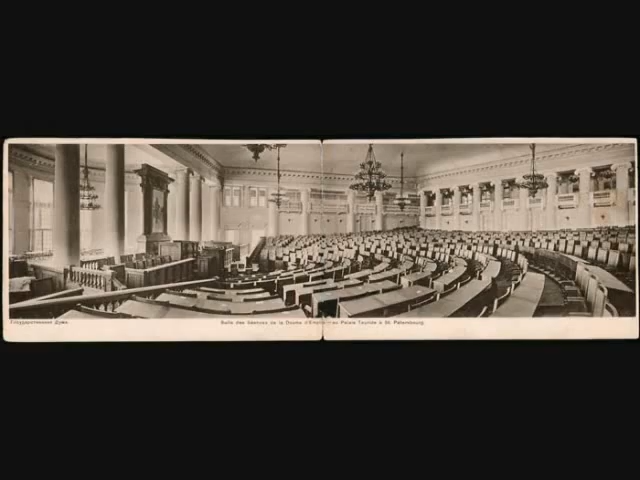 Государственная Дума. Salle des Séances de la Douma d'Empire au Palais Tauride à St. Petersbourg.